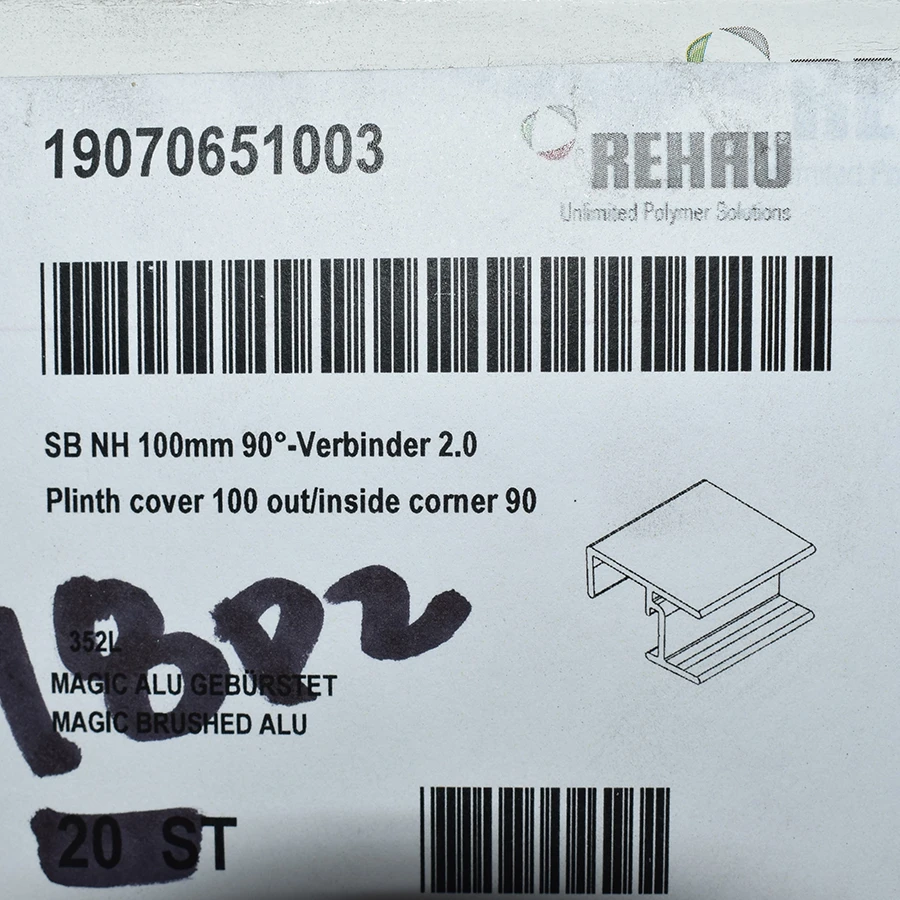 19070651003
REHAU
Unlimited Polymer Solutions
SB NH 100mm 90°-Verbinder 2.0
Plinth cover 100 out/inside corner 90
352L
MAGIC ALU GEBÜRSTET
MAGIC BRUSHED ALU
20 ST